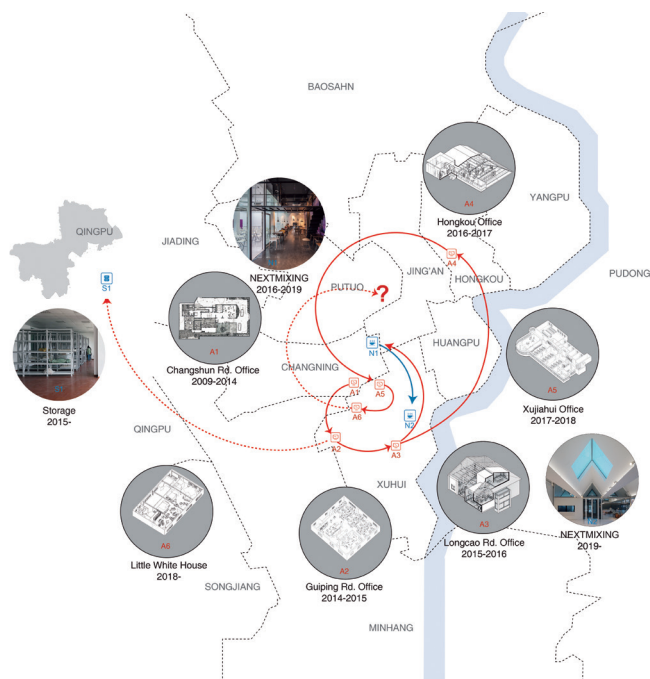 BAOSAHN
A4
Hongkou Office
2016-2017
YANGPU
QINGPU
JIADING
NEXTMIXING
2016-2019
S1
PUTUO
?
JING'AN
A4
HONGKOU
PUDONG
A1
Changshun Rd. Office
2009-2014
N1
HUANGPU
CHANGNING
A5
Xujiahui Office
2017-2018
S1
Storage
2015-
A1
A5
A6
N2
QINGPU
A2
A3
XUHUI
A6
Little White House
2018-
A2
Guiping Rd. Office
2014-2015
A3
Longcao Rd. Office
2015-2016
NEXTMIXING
2019-
SONGJIANG
MINHANG